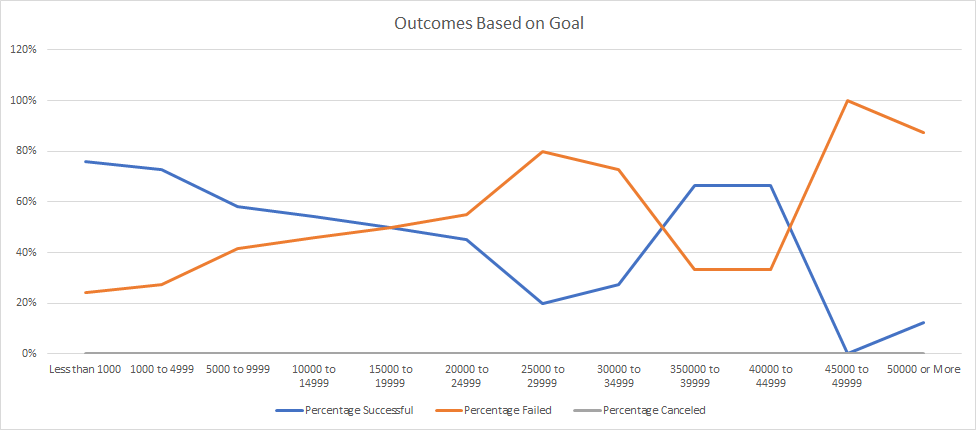 Outcomes Based on Goal
120%
100%
80%
60%
40%
20%
0%
Less than 1000
1000 to 4999
5000 to 9999
10000 to
14999
15000 to
19999
20000 to
24999
25000 to
29999
30000 to
34999
350000 to
39999
40000 to
44999
45000 to
49999
50000 or More
Percentage Successful
Percentage Failed
Percentage Canceled